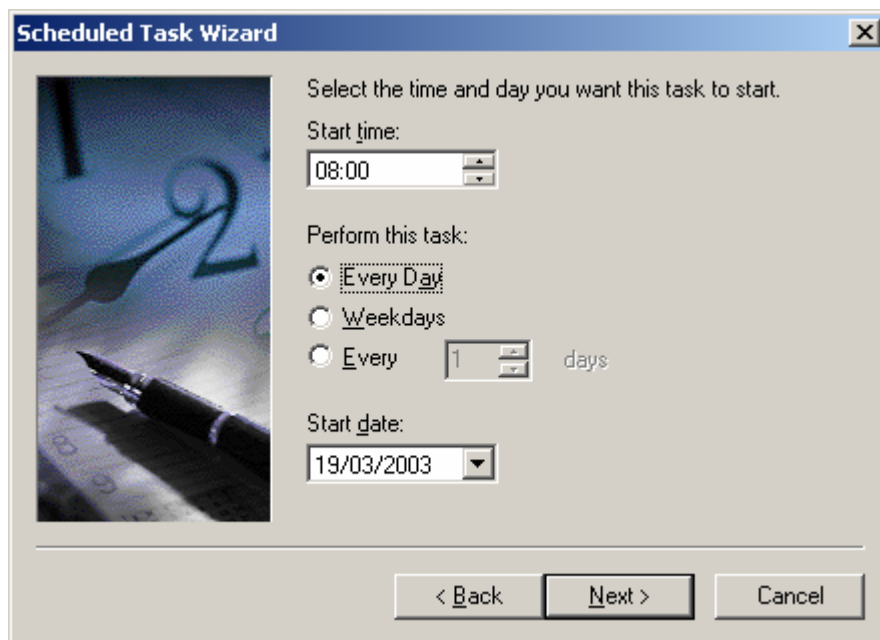 Scheduled Task Wizard
Select the time and day you want this task to start.
Start time:
08:00
Perform this task:
Every Day
Weekdays
Every 1 days
Start date:
19/03/2003
< Back Next > Cancel